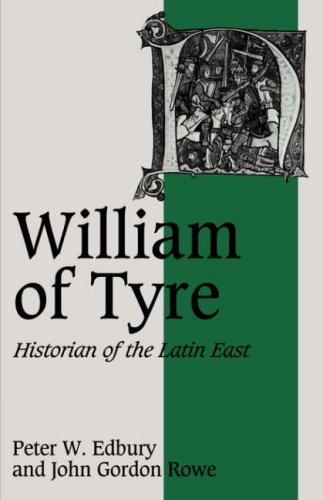 William
of Tyre
Historian of the Latin East
Peter W. Edbury
and John Gordon Rowe